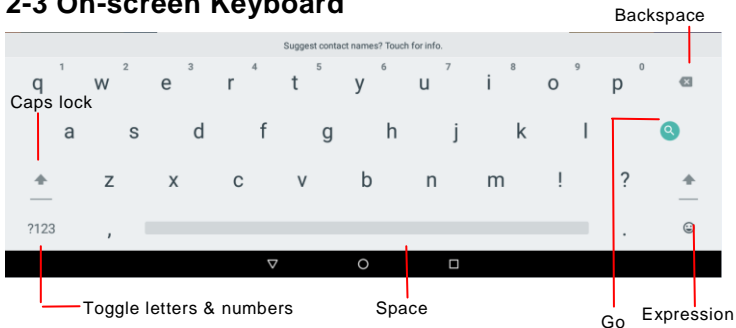 2-3 On-screen Keyboard
Backspace
Suggest contact names? Touch for info.
q 1 w 2 e 3 r 4 t 5 y 6 u 7 i 8 o 9 p 0
Caps lock
a s d f g h j k l
z x c v b n m ! ?
?123 , .
Toggle letters & numbers
Space
Go
Expression